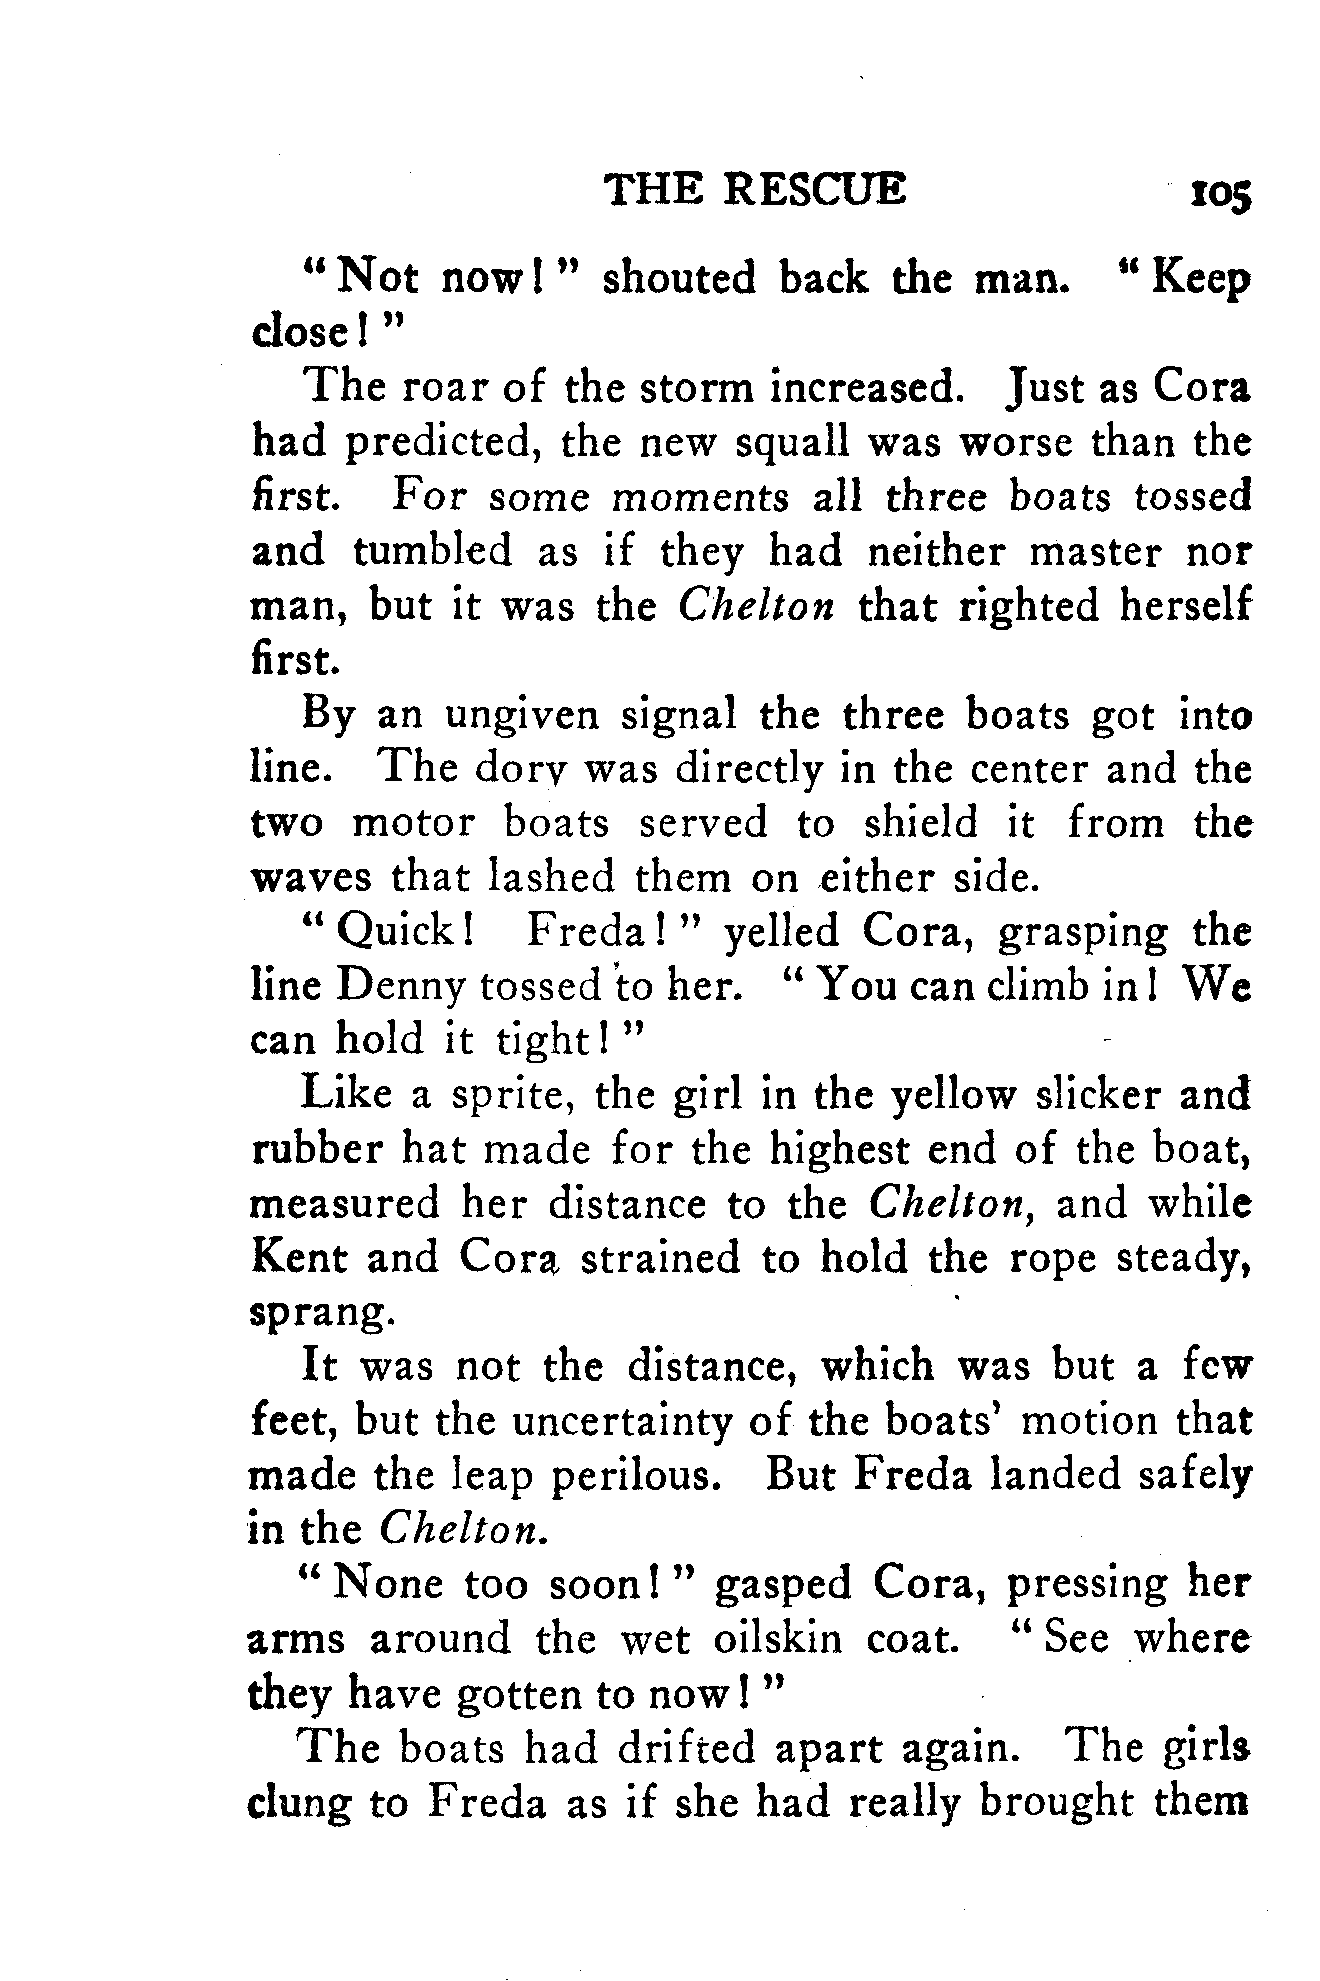 THE RESCUE 105
"Not now!" shouted back the man. "Keep
close!"
The roar of the storm increased. Just as Cora
had predicted, the new squall was worse than the
first. For some moments all three boats tossed
and tumbled as if they had neither master nor
man, but it was the Chelton that righted herself
first.
By an ungiven signal the three boats got into
line. The dory was directly in the center and the
two motor boats served to shield it from the
waves that lashed them on either side.
"Quick! Freda!" yelled Cora, grasping the
line Denny tossed to her. "You can climb in! We
can hold it tight!"
Like a sprite, the girl in the yellow slicker and
rubber hat made for the highest end of the boat,
measured her distance to the Chelton, and while
Kent and Cora strained to hold the rope steady,
sprang.
It was not the distance, which was but a few
feet, but the uncertainty of the boats' motion that
made the leap perilous. But Freda landed safely
in the Chelton.
"None too soon!" gasped Cora, pressing her
arms around the wet oilskin coat. "See where
they have gotten to now!"
The boats had drifted apart again. The girls
clung to Freda as if she had really brought them